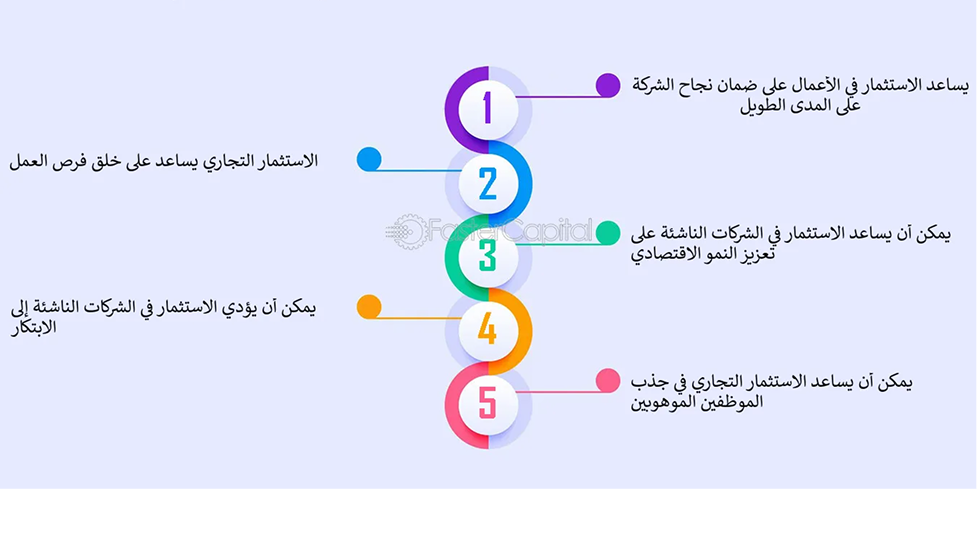 1
يساعد الاستثمار في الأعمال على ضمان نجاح الشركة
على المدى الطويل
2
الاستثمار التجاري يساعد على خلق فرص العمل
FasterCapital
3
يمكن أن يساعد الاستثمار في الشركات الناشئة على
تعزيز النمو الاقتصادي
4
يمكن أن يؤدي الاستثمار في الشركات الناشئة إلى
الابتكار
5
يمكن أن يساعد الاستثمار التجاري في جذب
الموظفين الموهوبين